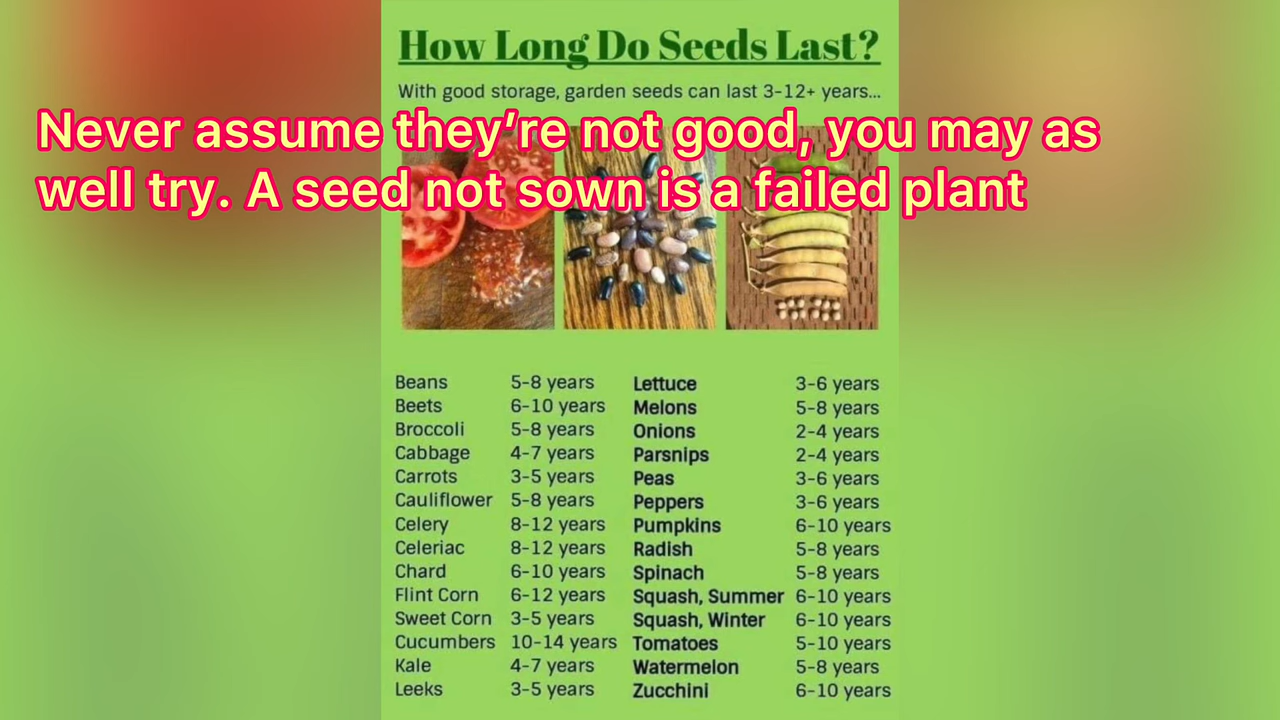 How Long Do Seeds Last?
With good storage, garden seeds can last 3-12+ years...
Never assume they’re not good, you may as
well try. A seed not sown is a failed plant
Beans 5-8 years Lettuce 3-6 years
Beets 6-10 years Melons 5-8 years
Broccoli 5-8 years Onions 2-4 years
Cabbage 4-7 years Parsnips 2-4 years
Carrots 3-5 years Peas 3-6 years
Cauliflower 5-8 years Peppers 3-6 years
Celery 8-12 years Pumpkins 6-10 years
Celeriac 8-12 years Radish 5-8 years
Chard 6-10 years Spinach 5-8 years
Flint Corn 6-12 years Squash, Summer 6-10 years
Sweet Corn 3-5 years Squash, Winter 6-10 years
Cucumbers 10-14 years Tomatoes 5-10 years
Kale 4-7 years Watermelon 5-8 years
Leeks 3-5 years Zucchini 6-10 years